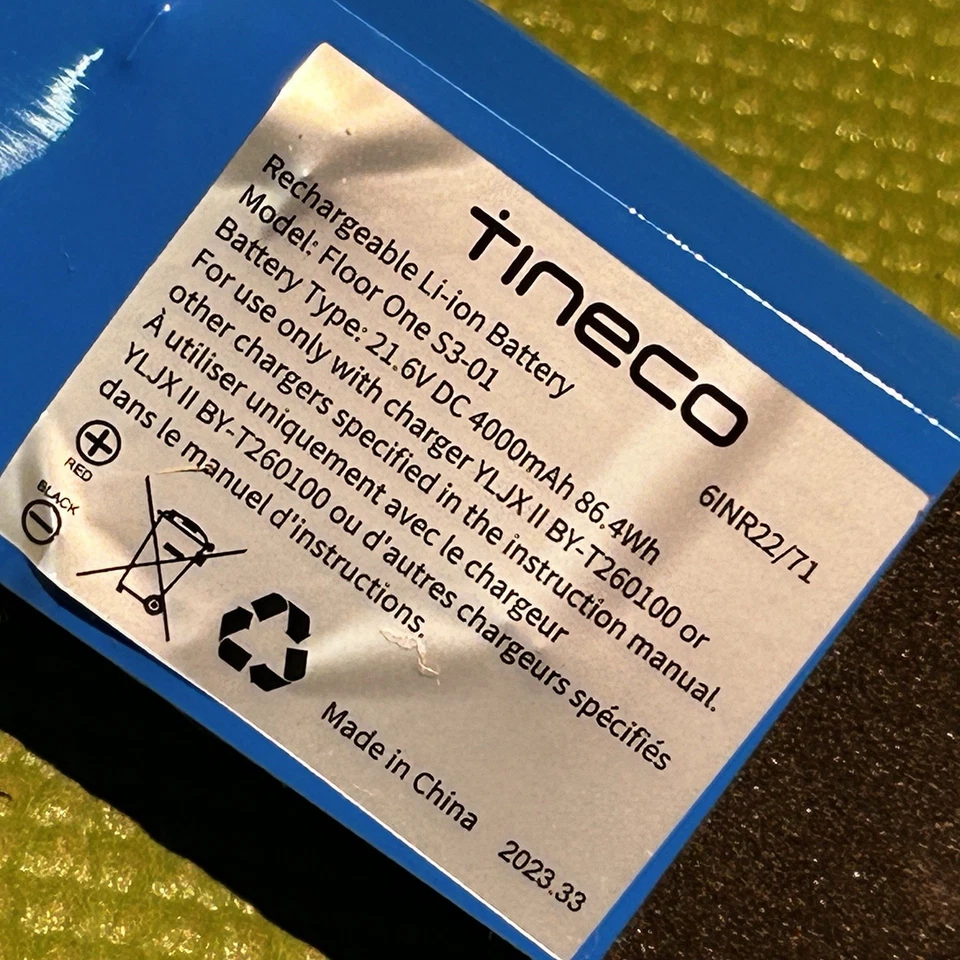 TINECO
6INR22/71
Rechargeable Li-ion Battery
Model: Floor One S3-01
Battery Type: 21.6V DC 4000mAh 86.4Wh
For use only with charger YLJX II BY-T260100 or
other chargers specified in the instruction manual.
À utiliser uniquement avec le chargeur
YLJX II BY-T260100 ou d'autres chargeurs spécifiés
dans le manuel d'instructions.
RED
BLACK
Made in China
2023.33